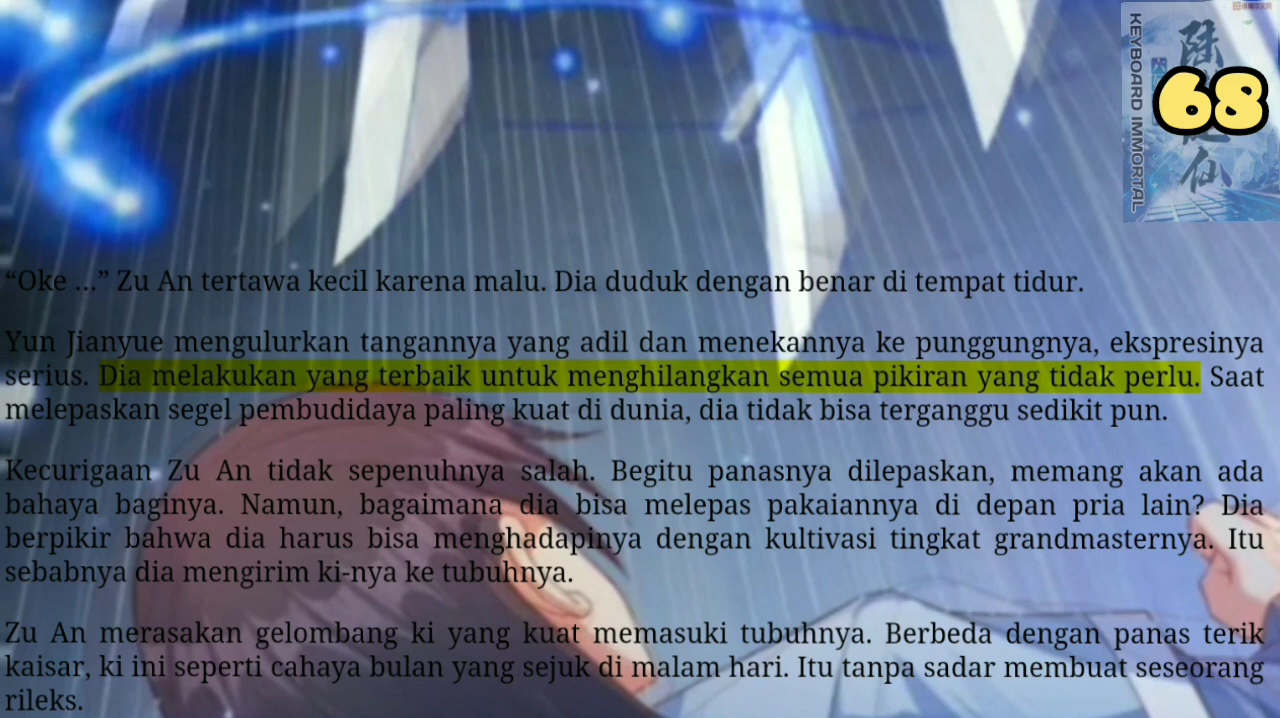 KEYBOARD IMMORTAL
68
仙
“Oke ...” Zu An tertawa kecil karena malu. Dia duduk dengan benar di tempat tidur.
Yun Jianyue mengulurkan tangannya yang adil dan menekannya ke punggungnya, ekspresinya
serius. Dia melakukan yang terbaik untuk menghilangkan semua pikiran yang tidak perlu. Saat
melepaskan segel pembudidaya paling kuat di dunia, dia tidak bisa terganggu sedikit pun.
Kecurigaan Zu An tidak sepenuhnya salah. Begitu panasnya dilepaskan, memang akan ada
bahaya baginya. Namun, bagaimana dia bisa melepas pakaiannya di depan pria lain? Dia
berpikir bahwa dia harus bisa menghadapinya dengan kultivasi tingkat grandmasternya. Itu
sebabnya dia mengirim ki-nya ke tubuhnya.
Zu An merasakan gelombang ki yang kuat memasuki tubuhnya. Berbeda dengan panas terik
kaisar, ki ini seperti cahaya bulan yang sejuk di malam hari. Itu tanpa sadar membuat seseorang
rileks.